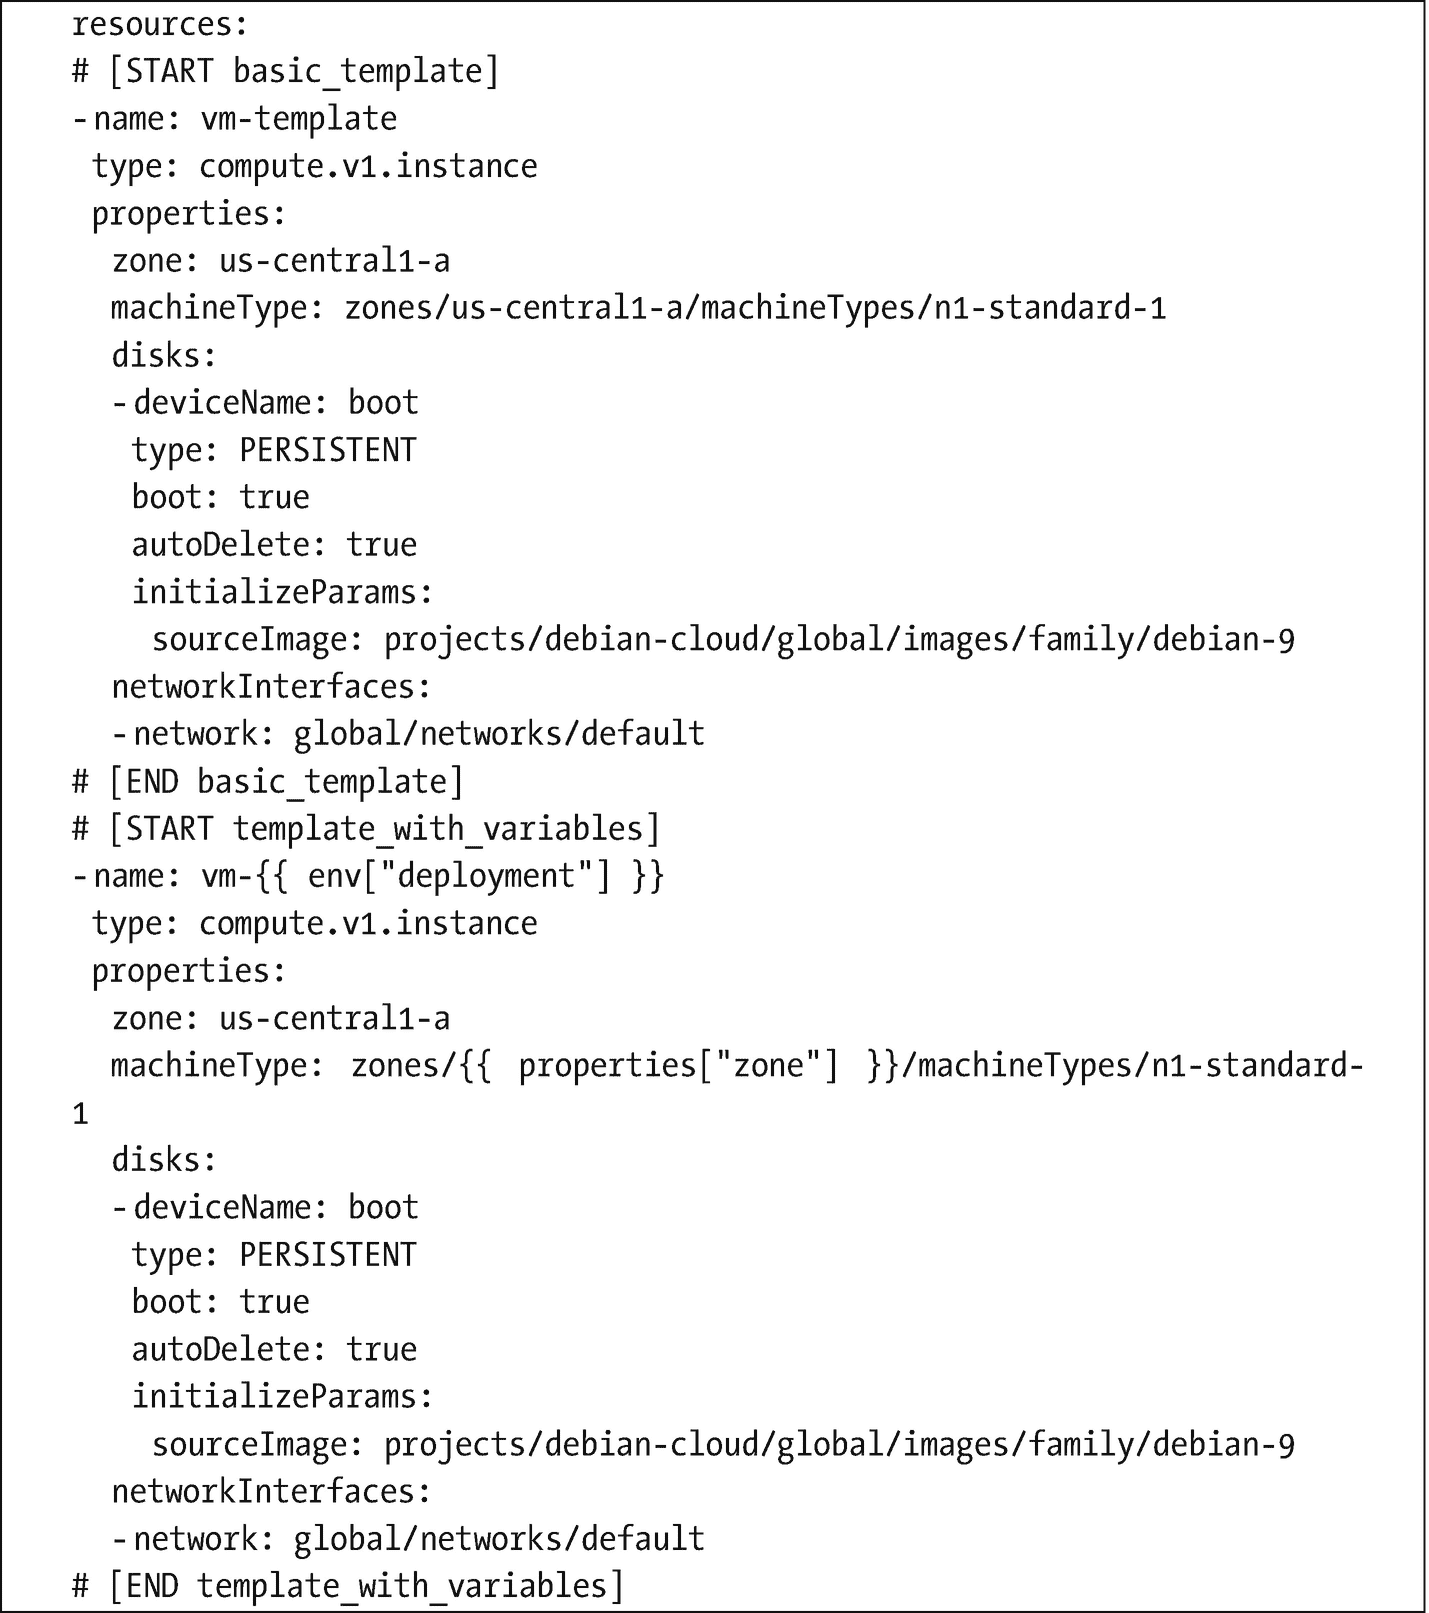 resources:
# [START basic_template]
- name: vm-template
 type: compute.v1.instance
 properties:
  zone: us-central1-a
  machineType: zones/us-central1-a/machineTypes/n1-standard-1
  disks:
  - deviceName: boot
   type: PERSISTENT
   boot: true
   autoDelete: true
   initializeParams:
    sourceImage: projects/debian-cloud/global/images/family/debian-9
  networkInterfaces:
  - network: global/networks/default
# [END basic_template]
# [START template_with_variables]
- name: vm-{{ env["deployment"] }}
 type: compute.v1.instance
 properties:
  zone: us-central1-a
  machineType: zones/{{ properties["zone"] }}/machineTypes/n1-standard-
1
  disks:
  - deviceName: boot
   type: PERSISTENT
   boot: true
   autoDelete: true
   initializeParams:
    sourceImage: projects/debian-cloud/global/images/family/debian-9
  networkInterfaces:
  - network: global/networks/default
# [END template_with_variables]